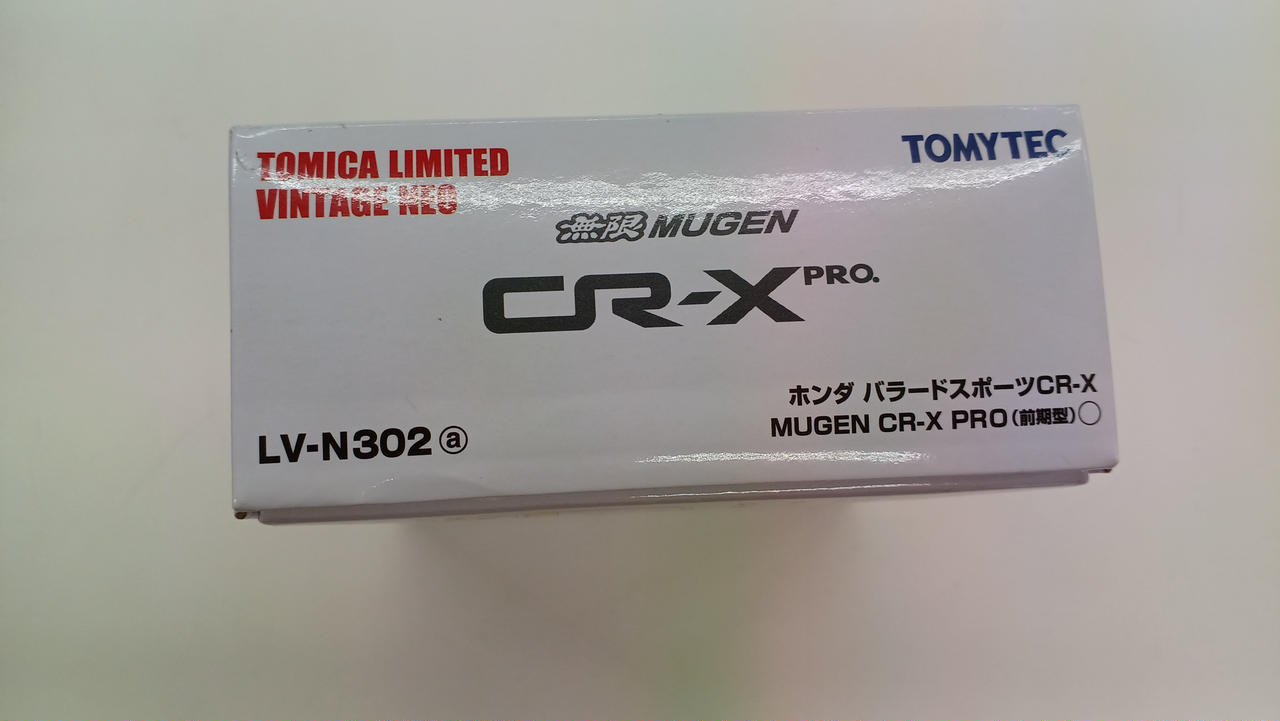 TOMICA LIMITED
VINTAGE NEO
TOMYTEC
無限 MUGEN
CR-X PRO.
ホンダ バラードスポーツCR-X
MUGEN CR-X PRO(前期型)○
LV-N302 ⓐ